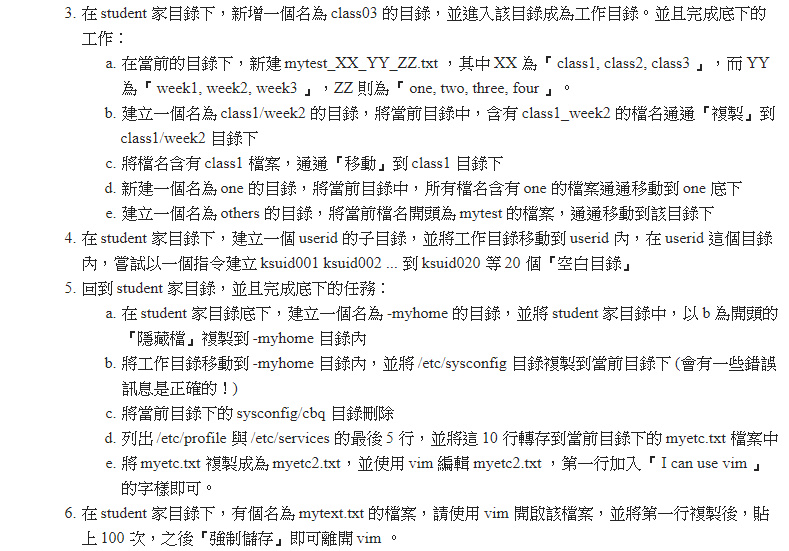 3. 在 student 家目錄下，新增一個名為 class03 的目錄，並進入該目錄成為工作目錄。並且完成底下的
工作：
a. 在當前的目錄下，新建 mytest_XX_YY_ZZ.txt ，其中 XX 為『 class1, class2, class3 』，而 YY
為『 week1, week2, week3 』，ZZ 則為『 one, two, three, four 』。
b. 建立一個名為 class1/week2 的目錄，將當前目錄中，含有 class1_week2 的檔名通通『複製』到
class1/week2 目錄下
c. 將檔名含有 class1 檔案，通通『移動』到 class1 目錄下
d. 新建一個名為 one 的目錄，將當前目錄中，所有檔名含有 one 的檔案通通移動到 one 底下
e. 建立一個名為 others 的目錄，將當前檔名開頭為 mytest 的檔案，通通移動到該目錄下
4. 在 student 家目錄下，建立一個 userid 的子目錄，並將工作目錄移動到 userid 內，在 userid 這個目錄
內，嘗試以一個指令建立 ksuid001 ksuid002 ... 到 ksuid020 等 20 個『空白目錄』
5. 回到 student 家目錄，並且完成底下的任務：
a. 在 student 家目錄底下，建立一個名為 -myhome 的目錄，並將 student 家目錄中，以 b 為開頭的
『隱藏檔』複製到 -myhome 目錄內
b. 將工作目錄移動到 -myhome 目錄內，並將 /etc/sysconfig 目錄複製到當前目錄下 (會有一些錯誤
訊息是正確的！)
c. 將當前目錄下的 sysconfig/cbq 目錄刪除
d. 列出 /etc/profile 與 /etc/services 的最後 5 行，並將這 10 行轉存到當前目錄下的 myetc.txt 檔案中
e. 將 myetc.txt 複製成為 myetc2.txt，並使用 vim 編輯 myetc2.txt ，第一行加入『 I can use vim 』
的字樣即可。
6. 在 student 家目錄下，有個名為 mytext.txt 的檔案，請使用 vim 開啟該檔案，並將第一行複製後，貼
上 100 次，之後『強制儲存』即可離開 vim 。